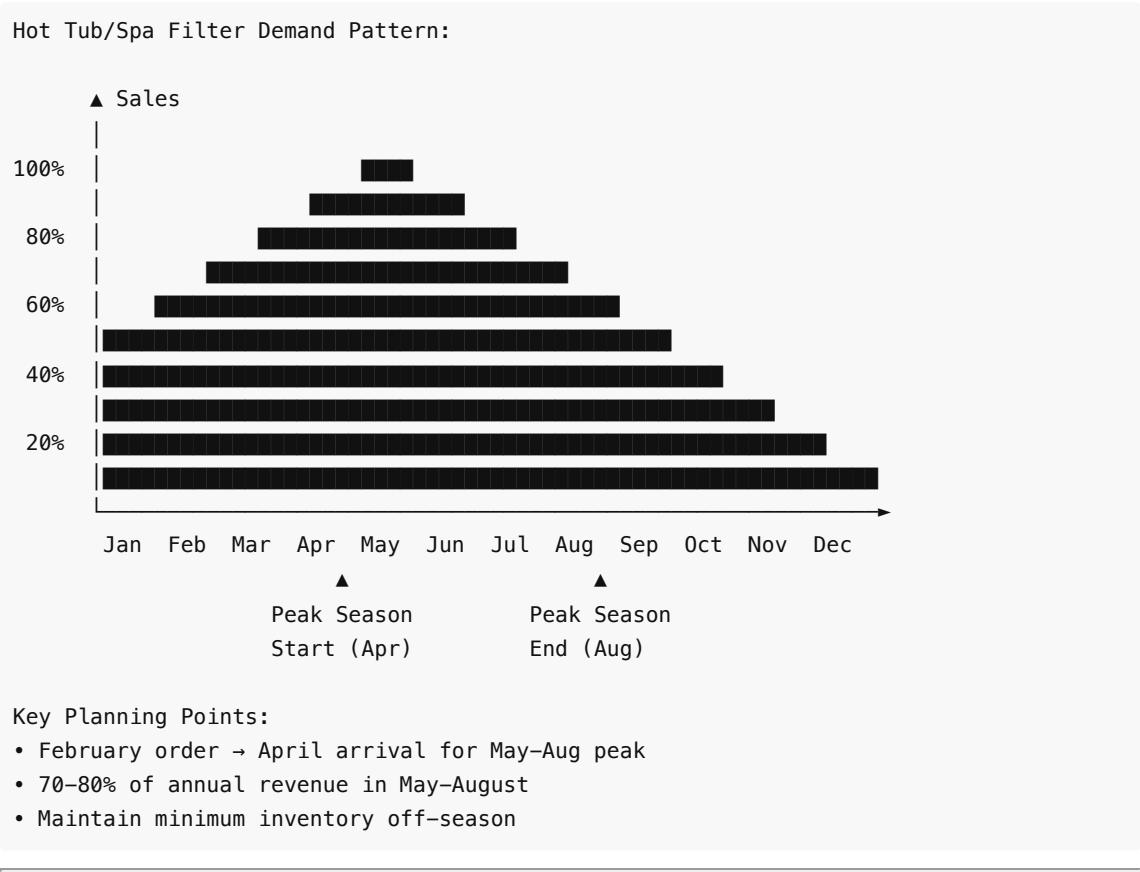 Hot Tub/Spa Filter Demand Pattern:
▲ Sales
100%
80%
60%
40%
20%
Jan Feb Mar Apr May Jun Jul Aug Sep Oct Nov Dec
▲ ▲
Peak Season Peak Season
Start (Apr) End (Aug)
Key Planning Points:
• February order → April arrival for May–Aug peak
• 70–80% of annual revenue in May–August
• Maintain minimum inventory off–season